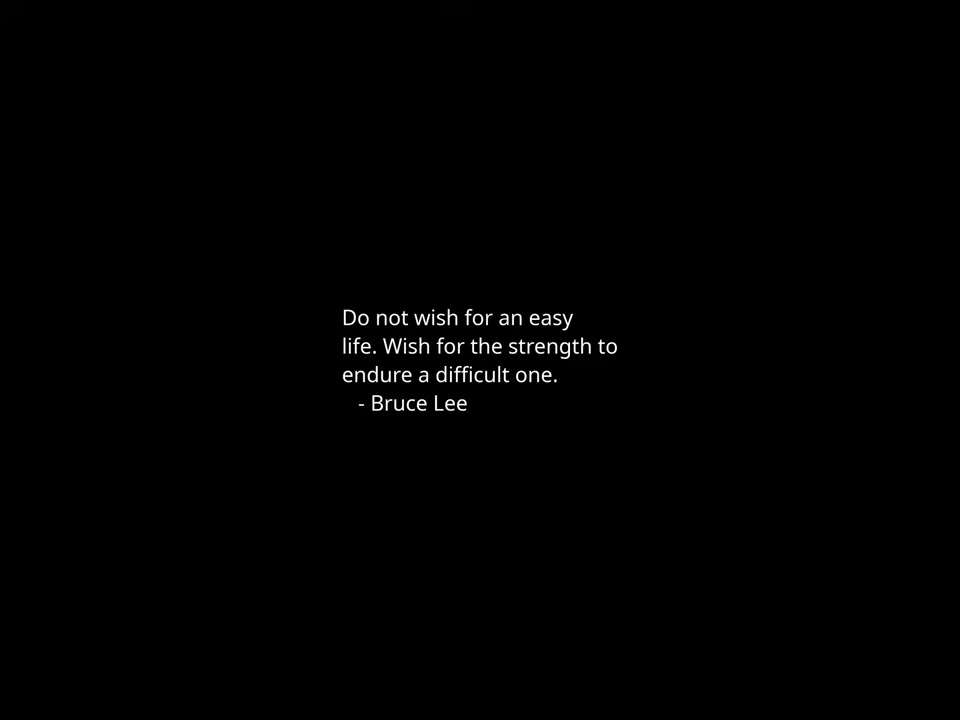 Do not wish for an easy
life. Wish for the strength to
endure a difficult one.
- Bruce Lee